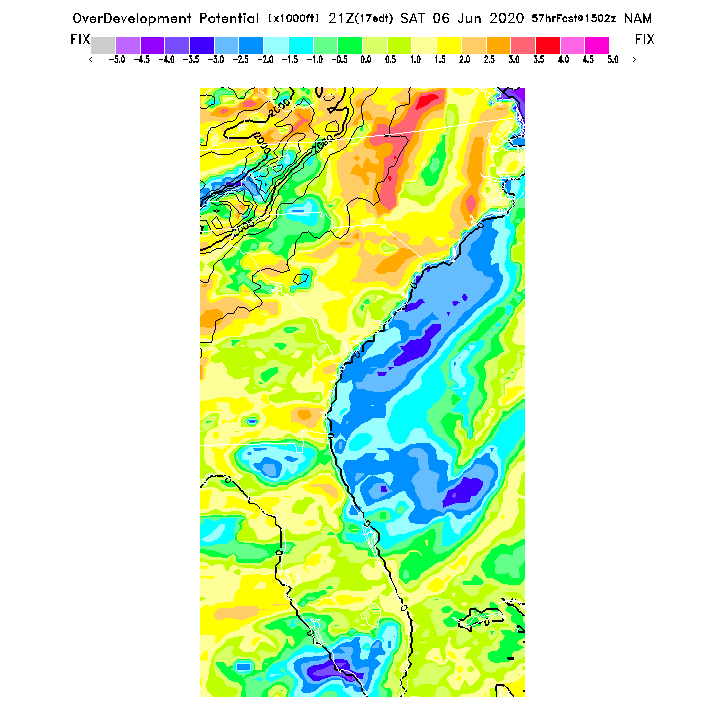 OverDevelopment Potential [x1000ft] 21Z(17edt) SAT 06 Jun 2020 57hrFcst@1502z NAM
FIX FIX
< -5.0 -4.5 -4.0 -3.5 -3.0 -2.5 -2.0 -1.5 -1.0 -0.5 0.0 0.5 1.0 1.5 2.0 2.5 3.0 3.5 4.0 4.5 5.0 >
2000